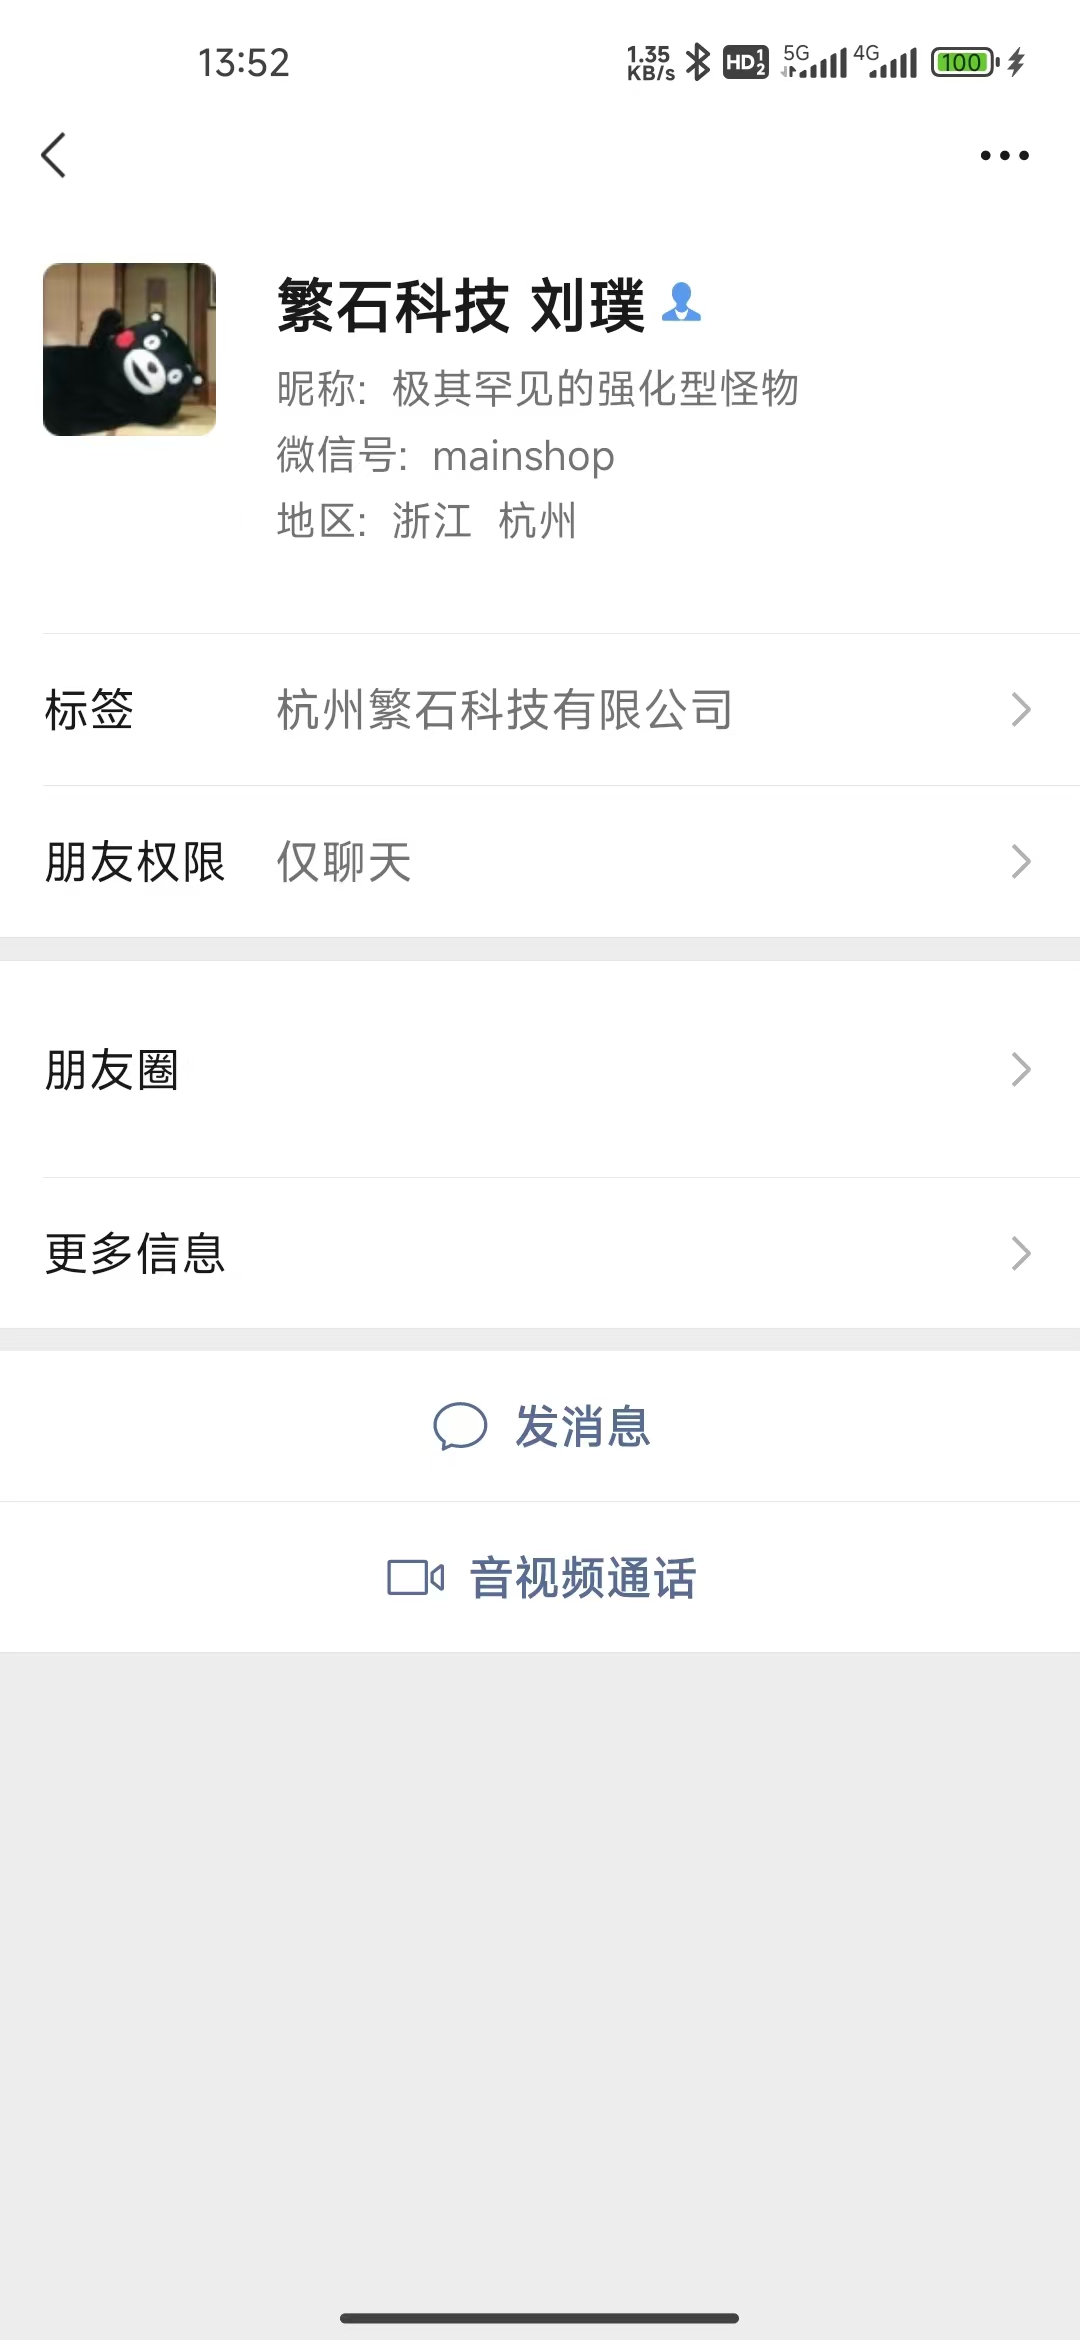 13:52
1.35 KB/s HD 1 2 5G 4G 100
繁石科技 刘璞
昵称: 极其罕见的强化型怪物
微信号: mainshop
地区: 浙江 杭州
标签 杭州繁石科技有限公司
朋友权限 仅聊天
朋友圈
更多信息
发消息
音视频通话